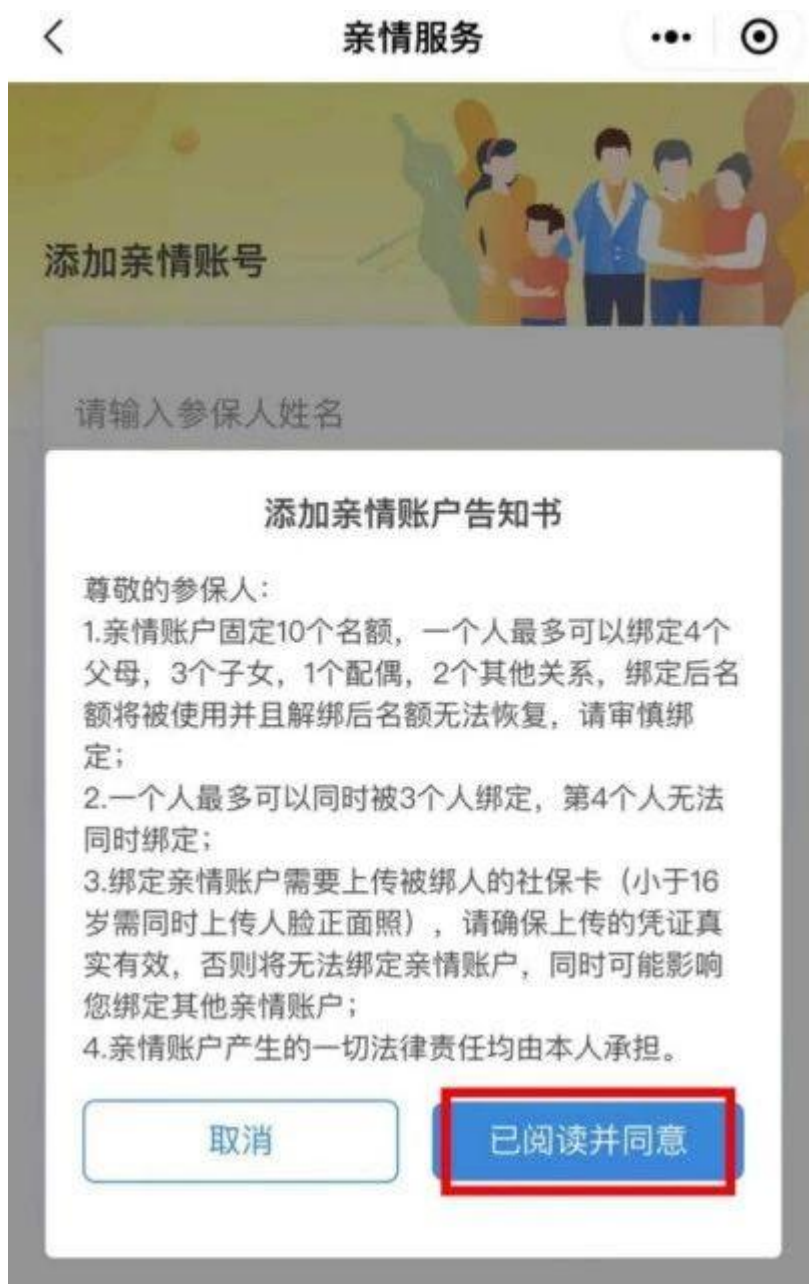 亲情服务
添加亲情账号
请输入参保人姓名
添加亲情账户告知书
尊敬的参保人：
1.亲情账户固定10个名额，一个人最多可以绑定4个
父母，3个子女，1个配偶，2个其他关系，绑定后名
额将被使用并且解绑后名额无法恢复，请审慎绑
定；
2.一个人最多可以同时被3个人绑定，第4个人无法
同时绑定；
3.绑定亲情账户需要上传被绑人的社保卡（小于16
岁需同时上传人脸正面照），请确保上传的凭证真
实有效，否则将无法绑定亲情账户，同时可能影响
您绑定其他亲情账户；
4.亲情账户产生的一切法律责任均由本人承担。
取消
已阅读并同意